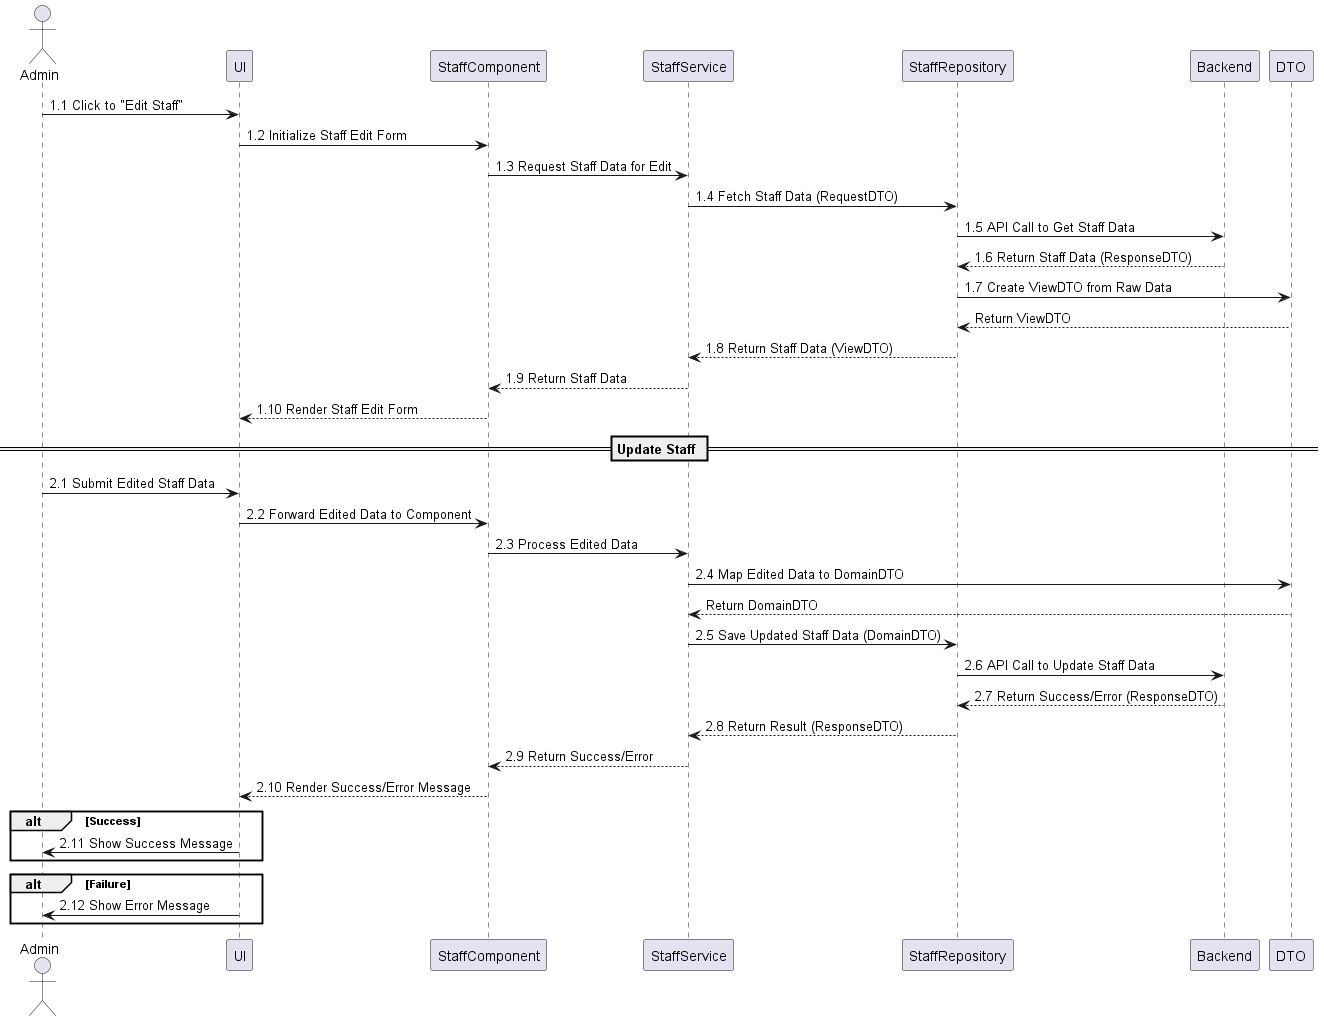 Admin
UI
StaffComponent
StaffService
StaffRepository
Backend
DTO
1.1 Click to "Edit Staff"
1.2 Initialize Staff Edit Form
1.3 Request Staff Data for Edit
1.4 Fetch Staff Data (RequestDTO)
1.5 API Call to Get Staff Data
1.6 Return Staff Data (ResponseDTO)
1.7 Create ViewDTO from Raw Data
Return ViewDTO
1.8 Return Staff Data (ViewDTO)
1.9 Return Staff Data
1.10 Render Staff Edit Form
Update Staff
2.1 Submit Edited Staff Data
2.2 Forward Edited Data to Component
2.3 Process Edited Data
2.4 Map Edited Data to DomainDTO
Return DomainDTO
2.5 Save Updated Staff Data (DomainDTO)
2.6 API Call to Update Staff Data
2.7 Return Success/Error (ResponseDTO)
2.8 Return Result (ResponseDTO)
2.9 Return Success/Error
2.10 Render Success/Error Message
alt [Success]
2.11 Show Success Message
alt [Failure]
2.12 Show Error Message
Admin
UI
StaffComponent
StaffService
StaffRepository
Backend
DTO